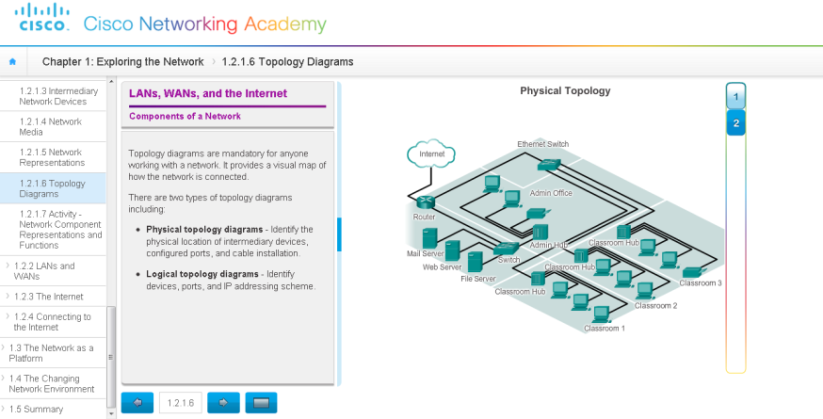 CISCO Cisco Networking Academy
Chapter 1: Exploring the Network 1.2.1.6 Topology Diagrams
1.2.1.3 Intermediary
Network Devices
1.2.1.4 Network
Media
1.2.1.5 Network
Representations
1.2.1.6 Topology
Diagrams
1.2.1.7 Activity -
Network Component
Representations and
Functions
1.2.2 LANs and
WANs
1.2.3 The Internet
1.2.4 Connecting to
the Internet
1.3 The Network as a
Platform
1.4 The Changing
Network Environment
1.5 Summary
LANs, WANs, and the Internet
Components of a Network
Topology diagrams are mandatory for anyone
working with a network. It provides a visual map of
how the network is connected.
There are two types of topology diagrams
including:
• Physical topology diagrams - Identify the
physical location of intermediary devices,
configured ports, and cable installation.
• Logical topology diagrams - Identify
devices, ports, and IP addressing scheme.
1.2.1.6
Physical Topology
Ethernet Switch
Internet
Admin Office
Router
Mail Server
Admin Hub
Classroom Hub
Web Server
Switch
Classroom Hub
File Server
Classroom 3
Classroom Hub
Classroom 2
Classroom 1
1
2